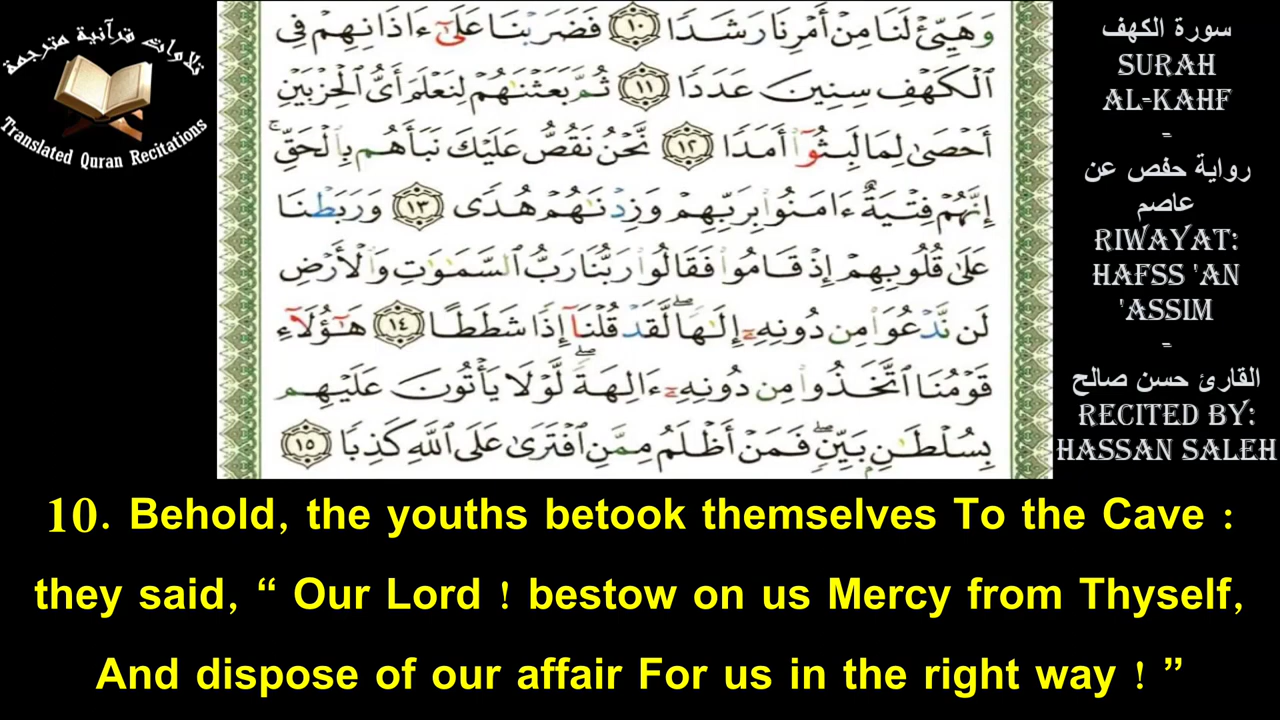 تلاوات قرآنية مترجمة
Translated Quran Recitations
وَهَيِّئْ لَنَا مِنْ أَمْرِنَا رَشَدًا ١٠ فَضَرَبْنَا عَلَىٰٓ ءَاذَانِهِمْ فِى
ٱلْكَهْفِ سِنِينَ عَدَدًا ١١ ثُمَّ بَعَثْنَٰهُمْ لِنَعْلَمَ أَىُّ ٱلْحِزْبَيْنِ
أَحْصَىٰ لِمَا لَبِثُوٓا۟ أَمَدًا ١٢ نَّحْنُ نَقُصُّ عَلَيْكَ نَبَأَهُم بِٱلْحَقِّ ۚ
إِنَّهُمْ فِتْيَةٌ ءَامَنُوا۟ بِرَبِّهِمْ وَزِدْنَٰهُمْ هُدًى ١٣ وَرَبَطْنَا
عَلَىٰ قُلُوبِهِمْ إِذْ قَامُوا۟ فَقَالُوا۟ رَبُّنَا رَبُّ ٱلسَّمَٰوَٰتِ وَٱلْأَرْضِ
لَن نَّدْعُوَا۟ مِن دُونِهِۦٓ إِلَٰهًا ۖ لَّقَدْ قُلْنَآ إِذًا شَطَطًا ١٤ هَٰٓؤُلَآءِ
قَوْمُنَا ٱتَّخَذُوا۟ مِن دُونِهِۦٓ ءَالِهَةً ۖ لَّوْلَا يَأْتُونَ عَلَيْهِم
بِسُلْطَٰنٍۭ بَيِّنٍ ۖ فَمَنْ أَظْلَمُ مِمَّنِ ٱفْتَرَىٰ عَلَى ٱللَّهِ كَذِبًا ١٥
سورة الكهف
SURAH
AL-KAHF
-
رواية حفص عن
عاصم
RIWAYAT:
HAFSS 'AN
'ASSIM
-
القارئ حسن صالح
RECITED BY:
HASSAN SALEH
10. Behold, the youths betook themselves To the Cave :
they said, “ Our Lord ! bestow on us Mercy from Thyself,
And dispose of our affair For us in the right way ! ”